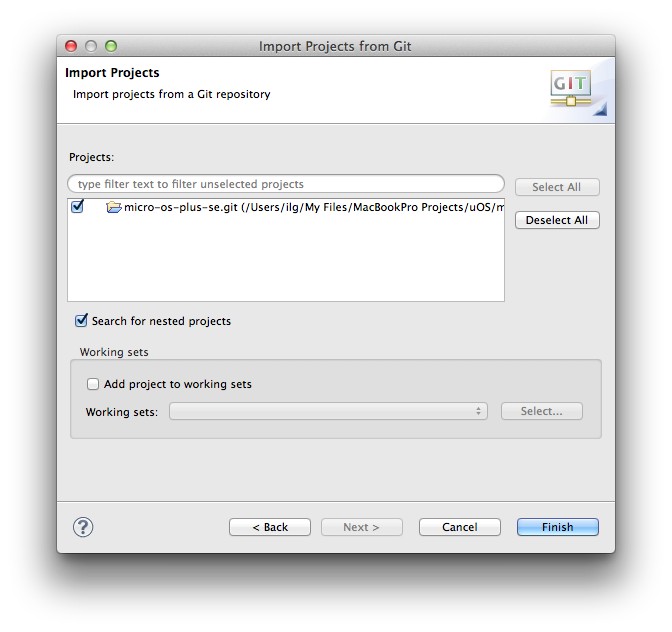 Import Projects from Git
Import Projects
Import projects from a Git repository
GIT
Projects:
type filter text to filter unselected projects
Select All
micro-os-plus-se.git (/Users/ilg/My Files/MacBookPro Projects/uOS/m
Deselect All
Search for nested projects
Working sets
Add project to working sets
Working sets:
Select...
?
< Back
Next >
Cancel
Finish